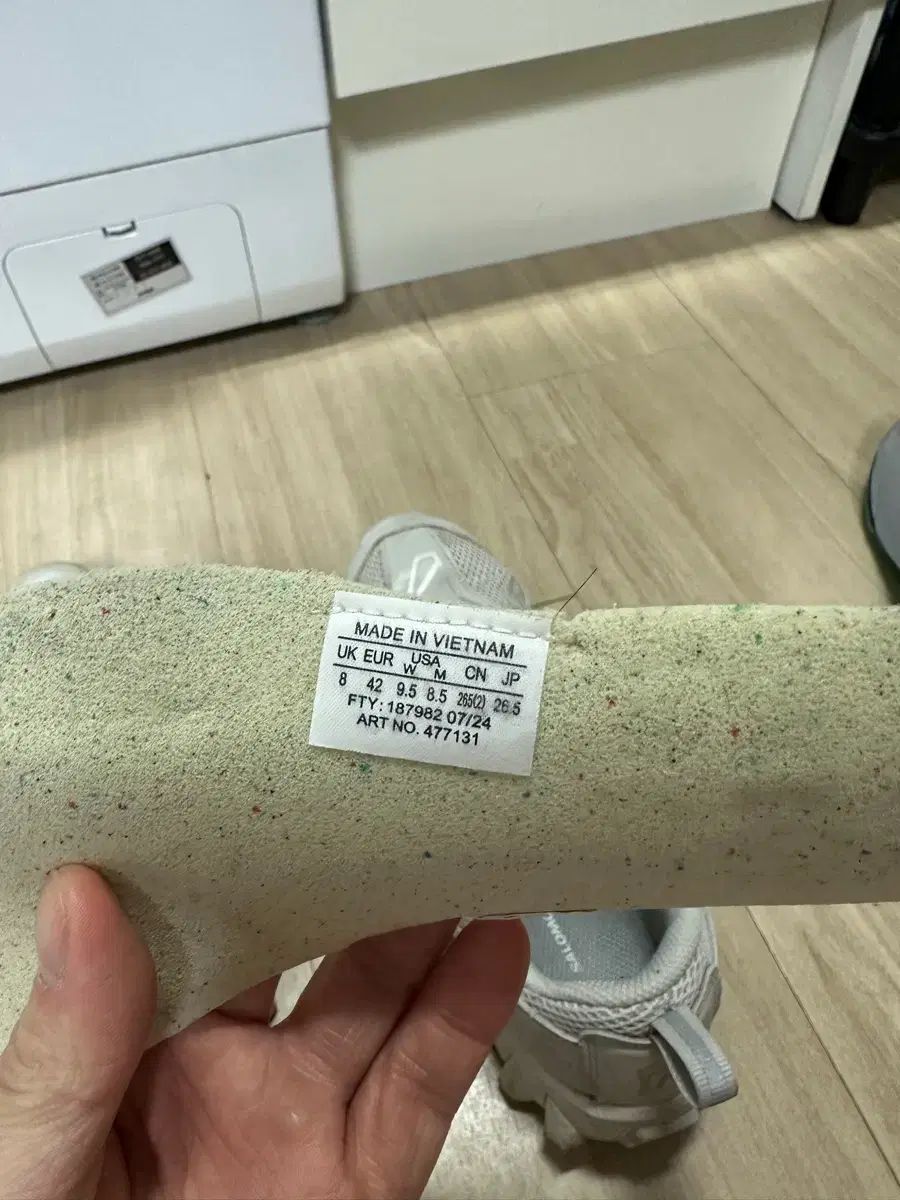 MADE IN VIETNAM
UK EUR USA W M CN JP
8 42 9.5 8.5 265(2) 26.5
FTY: 187982 07/24
ART NO. 477131
SALOMO